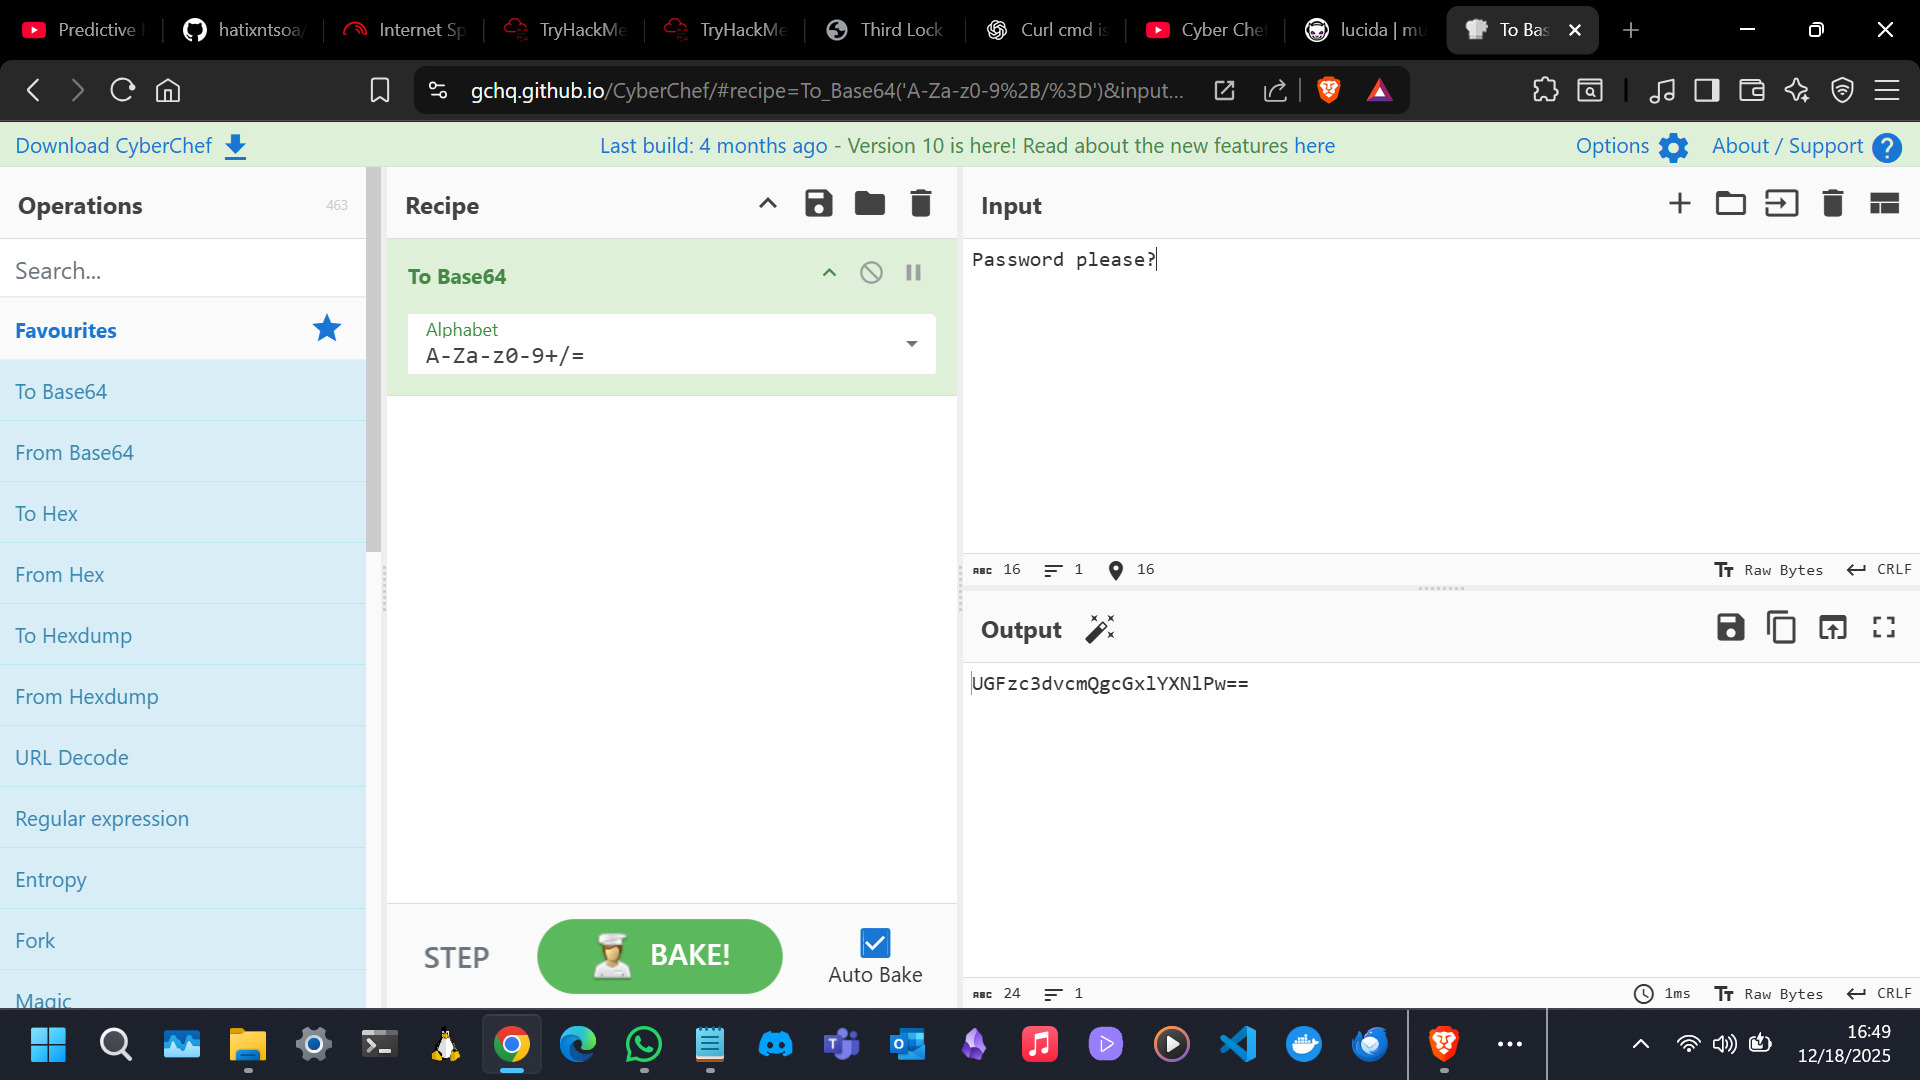 Predictive
hatixntsoa/
Internet Sp
TryHackMe
TryHackMe
Third Lock
Curl cmd is
Cyber Chef
lucida | mu
To Bas
gchq.github.io/CyberChef/#recipe=To_Base64('A-Za-z0-9%2B/%3D')&input...
Download CyberChef
Last build: 4 months ago - Version 10 is here! Read about the new features here
Options
About / Support
Operations
463
Search...
Favourites
To Base64
From Base64
To Hex
From Hex
To Hexdump
From Hexdump
URL Decode
Regular expression
Entropy
Fork
Magic
Recipe
To Base64
Alphabet
A-Za-z0-9+/=
STEP
BAKE!
Auto Bake
Input
Password please?
ABC 16 1 16
Raw Bytes CRLF
Output
UGFzc3dvcmQgcGxlYXNlPw==
ABC 24 1
1ms Raw Bytes CRLF
16:49
12/18/2025